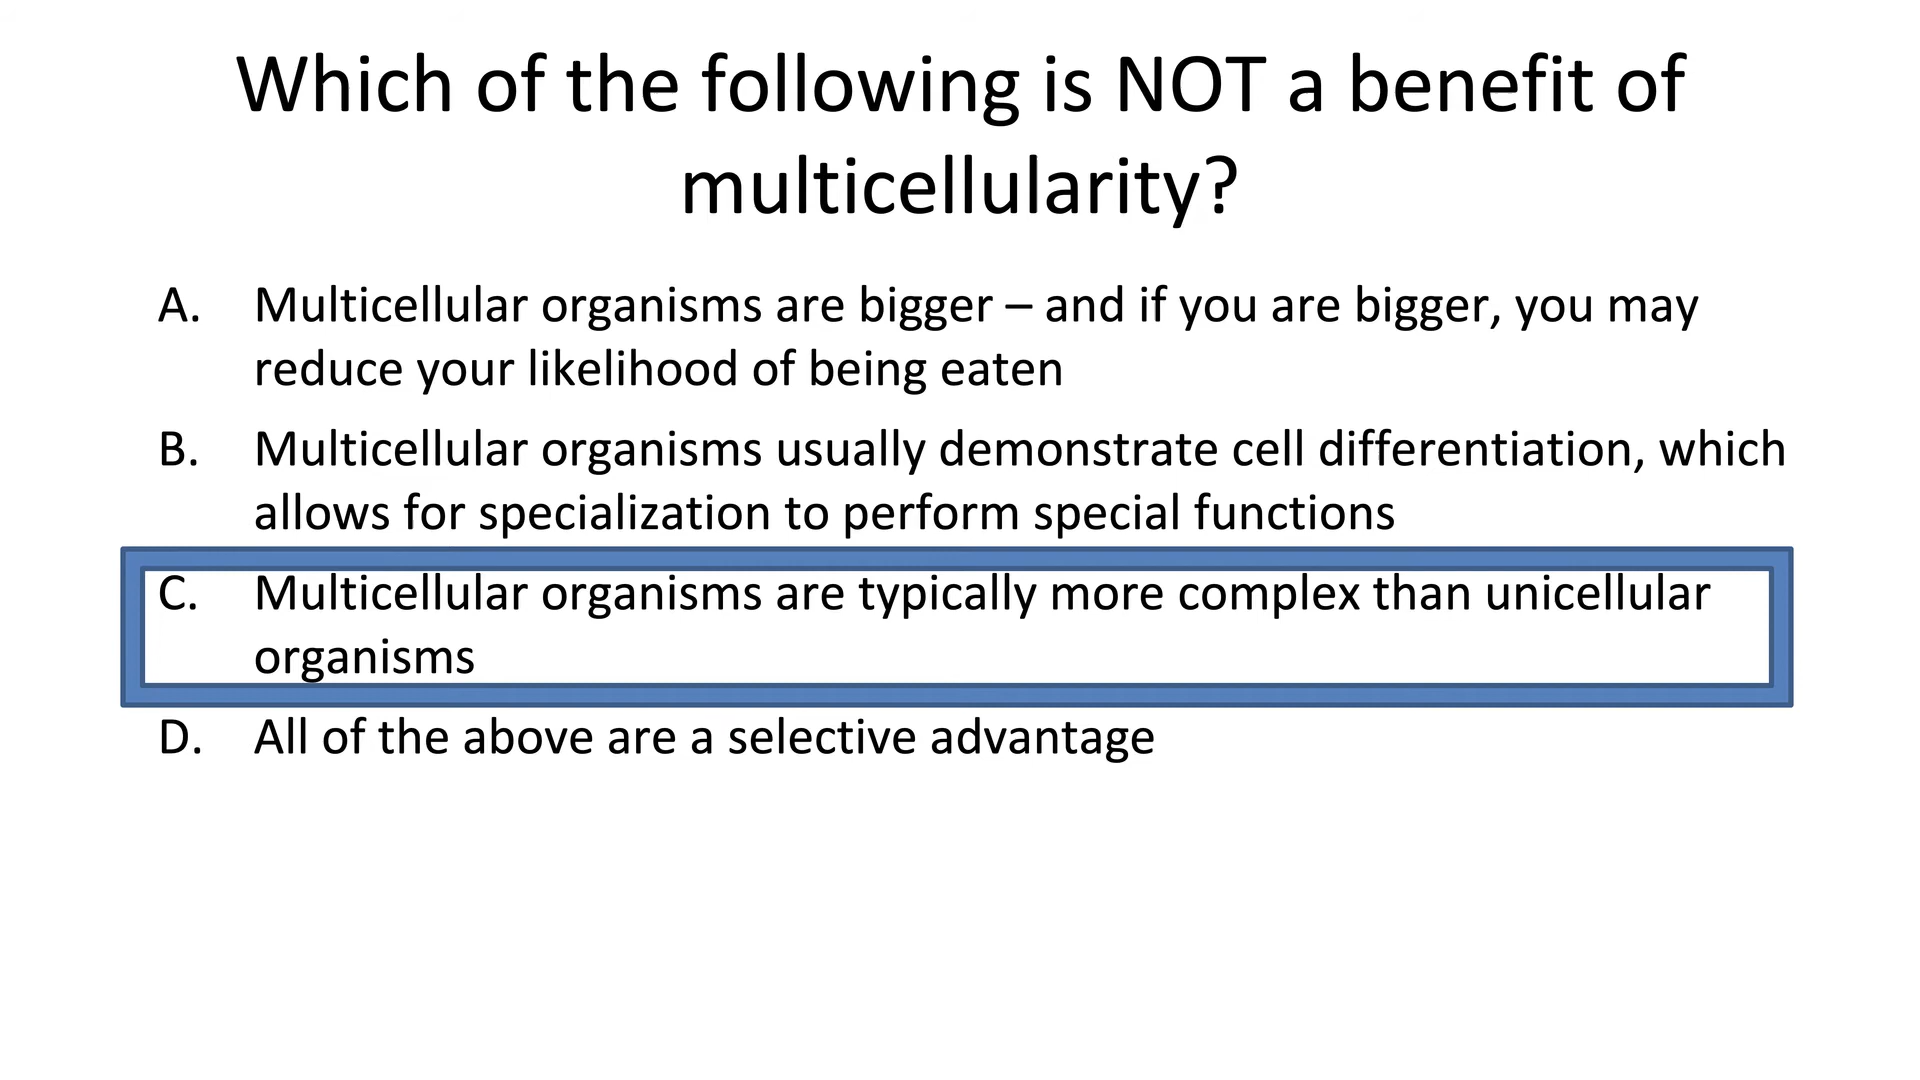 Which of the following is NOT a benefit of
multicellularity?
A. Multicellular organisms are bigger – and if you are bigger, you may
reduce your likelihood of being eaten
B. Multicellular organisms usually demonstrate cell differentiation, which
allows for specialization to perform special functions
C. Multicellular organisms are typically more complex than unicellular
organisms
D. All of the above are a selective advantage